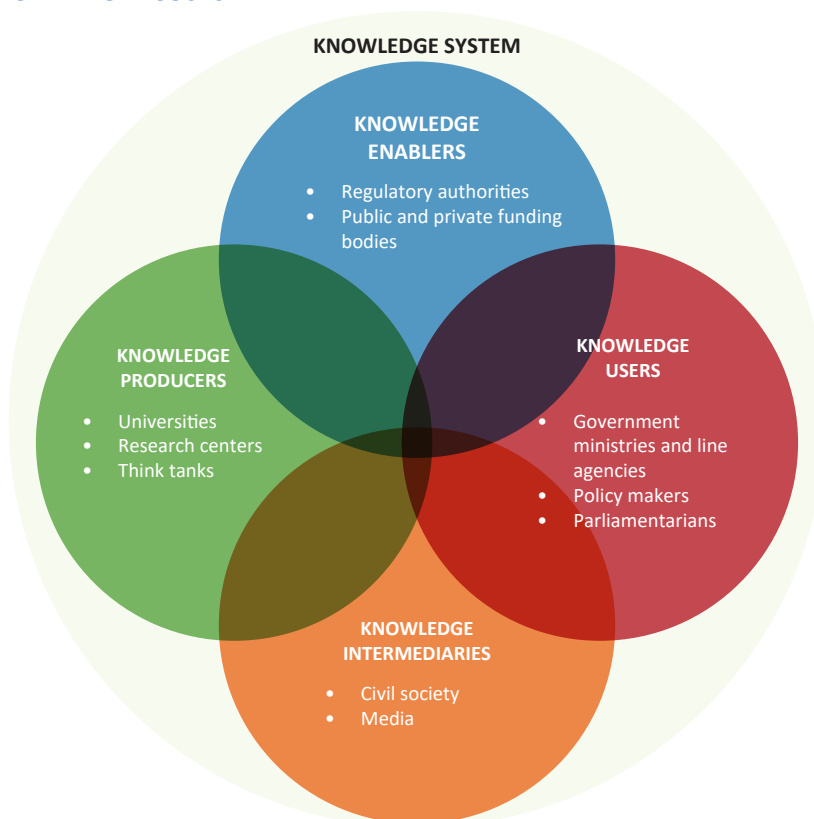 KNOWLEDGE SYSTEM
KNOWLEDGE
ENABLERS
• Regulatory authorities
• Public and private funding
bodies
KNOWLEDGE
PRODUCERS
• Universities
• Research centers
• Think tanks
KNOWLEDGE
USERS
• Government
ministries and line
agencies
• Policy makers
• Parliamentarians
KNOWLEDGE
INTERMEDIARIES
• Civil society
• Media